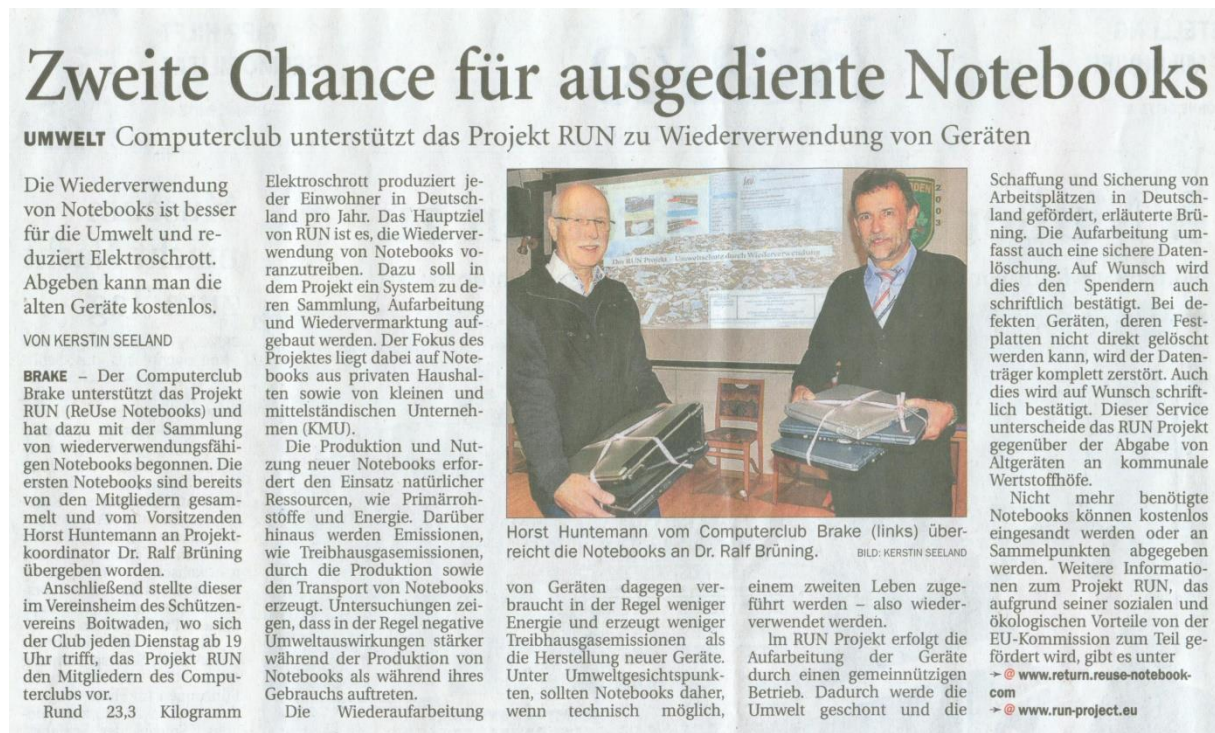 Zweite Chance für ausgediente Notebooks
UMWELT Computerclub unterstützt das Projekt RUN zu Wiederverwendung von Geräten
Die Wiederverwendung
von Notebooks ist besser
für die Umwelt und re-
duziert Elektroschrott.
Abgeben kann man die
alten Geräte kostenlos.
VON KERSTIN SEELAND
BRAKE – Der Computerclub
Brake unterstützt das Projekt
RUN (ReUse Notebooks) und
hat dazu mit der Sammlung
von wiederverwendungsfähi-
gen Notebooks begonnen. Die
ersten Notebooks sind bereits
von den Mitgliedern gesam-
melt und vom Vorsitzenden
Horst Huntemann an Projekt-
koordinator Dr. Ralf Brüning
übergeben worden.
Anschließend stellte dieser
im Vereinsheim des Schützen-
vereins Boitwaden, wo sich
der Club jeden Dienstag ab 19
Uhr trifft, das Projekt RUN
den Mitgliedern des Compu-
terclubs vor.
Rund 23,3 Kilogramm
Elektroschrott produziert je-
der Einwohner in Deutsch-
land pro Jahr. Das Hauptziel
von RUN ist es, die Wiederver-
wendung von Notebooks vo-
ranzutreiben. Dazu soll in
dem Projekt ein System zu de-
ren Sammlung, Aufarbeitung
und Wiedervermarktung auf-
gebaut werden. Der Fokus des
Projektes liegt dabei auf Note-
books aus privaten Haushal-
ten sowie von kleinen und
mittelständischen Unterneh-
men (KMU).
Die Produktion und Nut-
zung neuer Notebooks erfor-
dert den Einsatz natürlicher
Ressourcen, wie Primärroh-
stoffe und Energie. Darüber
hinaus werden Emissionen,
wie Treibhausgasemissionen,
durch die Produktion sowie
den Transport von Notebooks
erzeugt. Untersuchungen zei-
gen, dass in der Regel negative
Umweltauswirkungen stärker
während der Produktion von
Notebooks als während ihres
Gebrauchs auftreten.
Die Wiederaufarbeitung
Das RUN Projekt – Umweltschutz durch Wiederverwendung
2003
Horst Huntemann vom Computerclub Brake (links) über-
reicht die Notebooks an Dr. Ralf Brüning. BILD: KERSTIN SEELAND
von Geräten dagegen ver-
braucht in der Regel weniger
Energie und erzeugt weniger
Treibhausgasemissionen als
die Herstellung neuer Geräte.
Unter Umweltgesichtspunk-
ten, sollten Notebooks daher,
wenn technisch möglich,
einem zweiten Leben zuge-
führt werden – also wieder-
verwendet werden.
Im RUN Projekt erfolgt die
Aufarbeitung der Geräte
durch einen gemeinnützigen
Betrieb. Dadurch werde die
Umwelt geschont und die
Schaffung und Sicherung von
Arbeitsplätzen in Deutsch-
land gefördert, erläuterte Brü-
ning. Die Aufarbeitung um-
fasst auch eine sichere Daten-
löschung. Auf Wunsch wird
dies den Spendern auch
schriftlich bestätigt. Bei de-
fekten Geräten, deren Fest-
platten nicht direkt gelöscht
werden kann, wird der Daten-
träger komplett zerstört. Auch
dies wird auf Wunsch schrift-
lich bestätigt. Dieser Service
unterscheide das RUN Projekt
gegenüber der Abgabe von
Altgeräten an kommunale
Wertstoffhöfe.
Nicht mehr benötigte
Notebooks können kostenlos
eingesandt werden oder an
Sammelpunkten abgegeben
werden. Weitere Informatio-
nen zum Projekt RUN, das
aufgrund seiner sozialen und
ökologischen Vorteile von der
EU-Kommission zum Teil ge-
fördert wird, gibt es unter
→@ www.return.reuse-notebook-
com
→@ www.run-project.eu